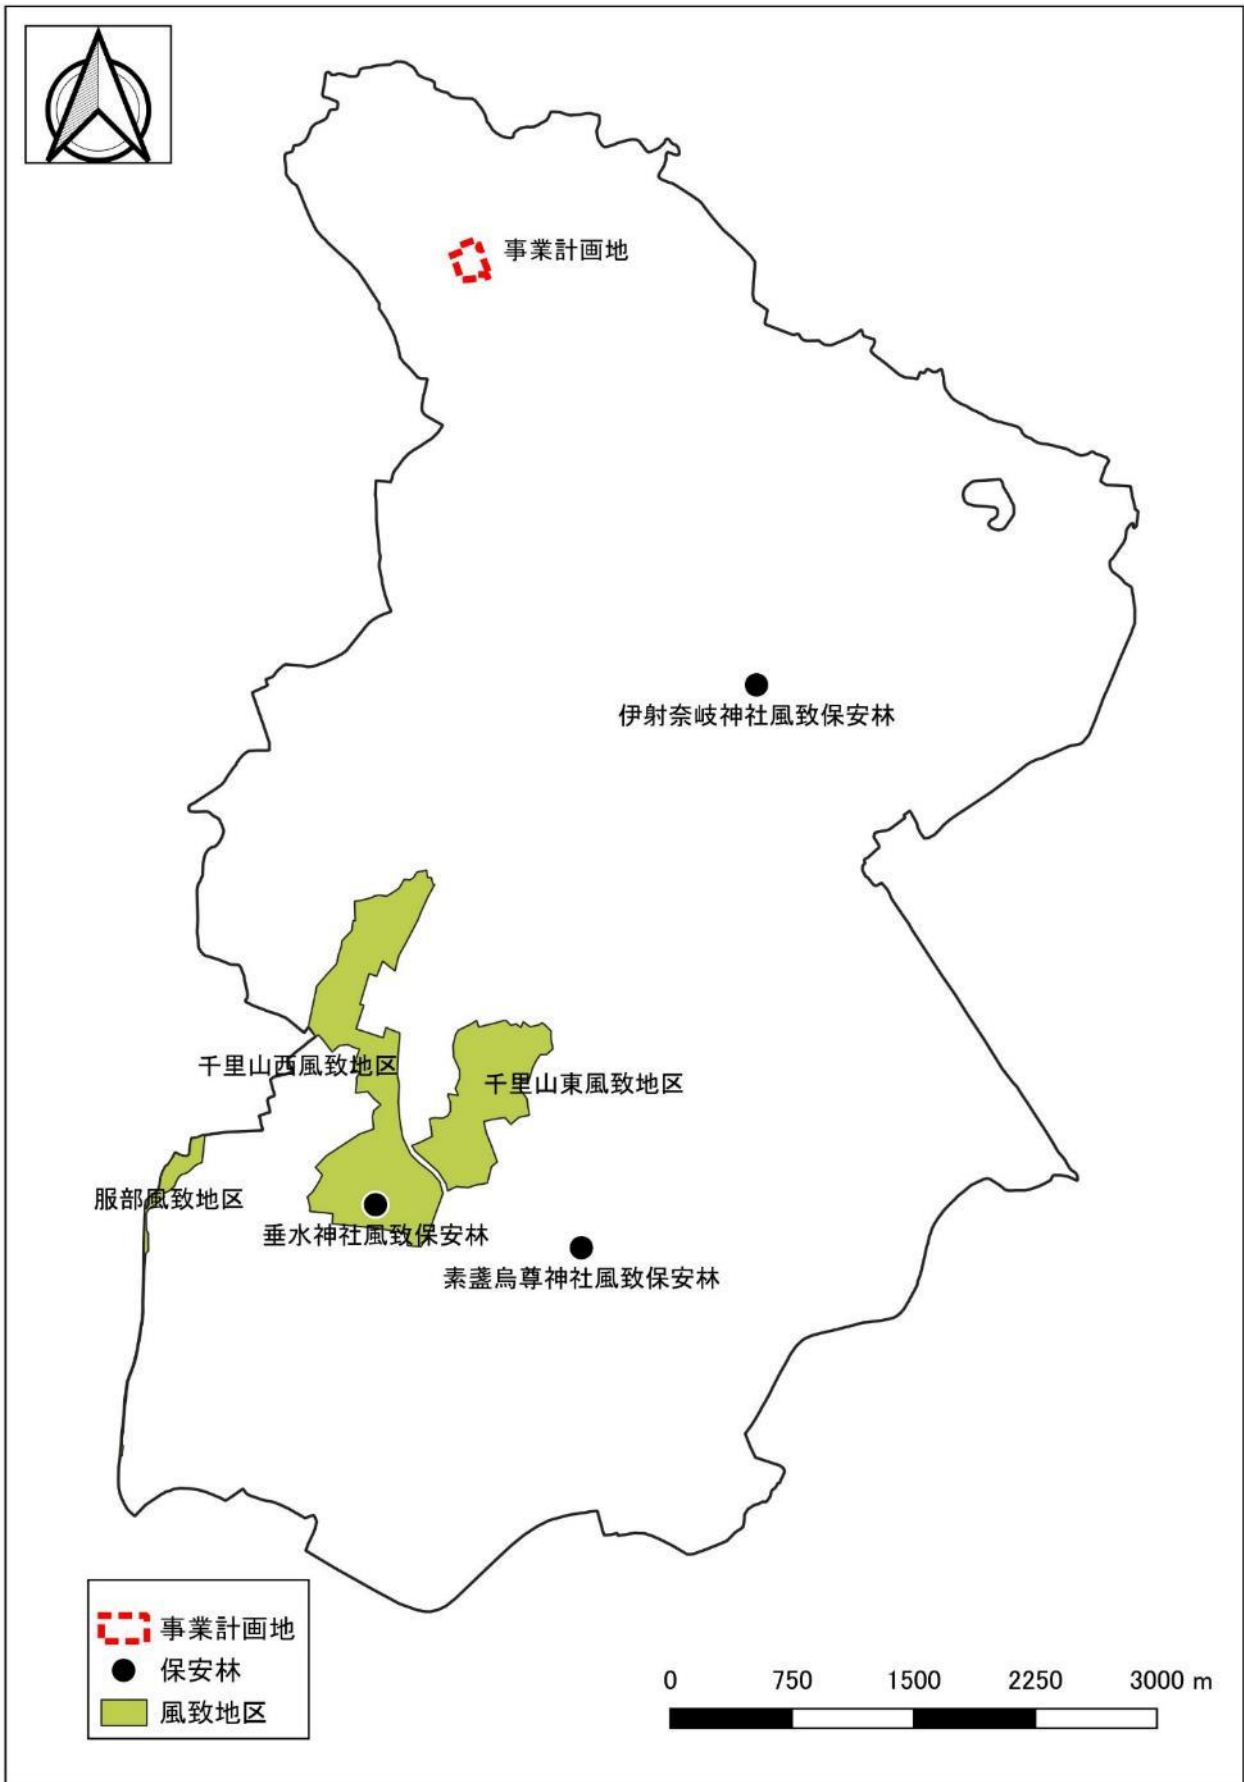 事業計画地
伊射奈岐神社風致保安林
千里山西風致地区
千里山東風致地区
服部風致地区
垂水神社風致保安林
素盞烏尊神社風致保安林
事業計画地
保安林
風致地区
0 750 1500 2250 3000 m